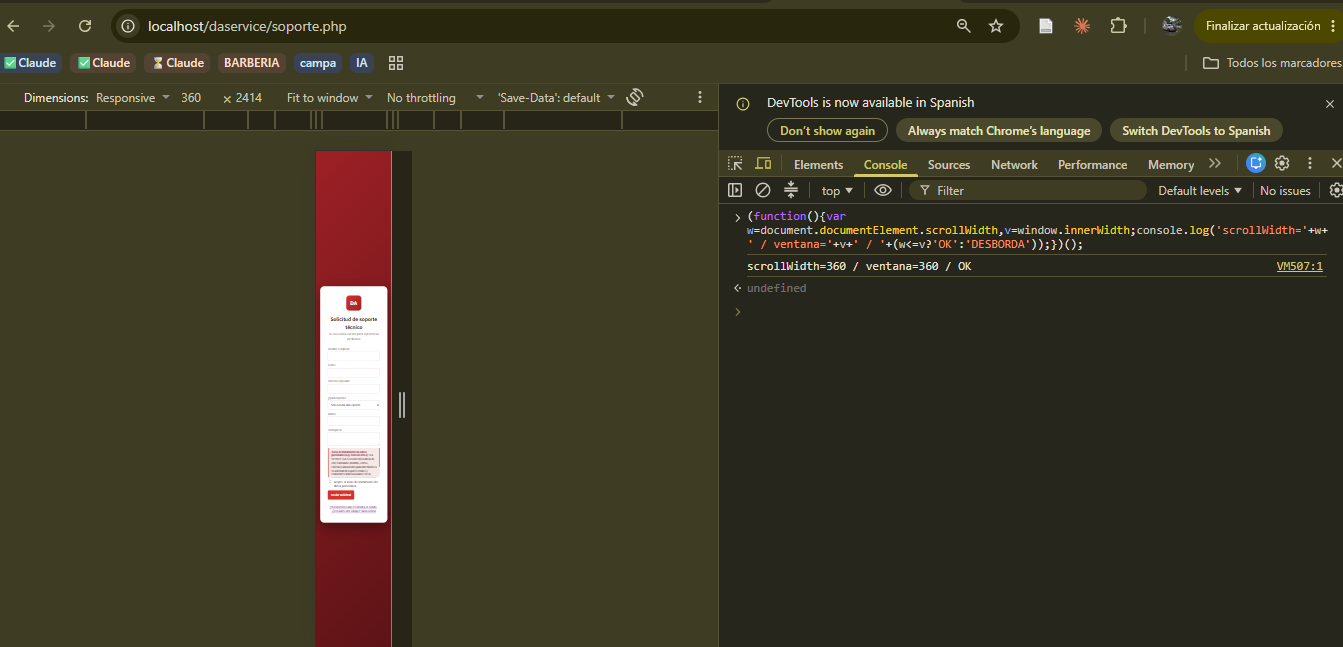 localhost/daservice/soporte.php
Finalizar actualización
Claude
Claude
Claude
BARBERIA
campa
IA
Todos los marcadores
Dimensions: Responsive 360 × 2414 Fit to window No throttling 'Save-Data': default
DevTools is now available in Spanish
Don't show again
Always match Chrome's language
Switch DevTools to Spanish
Elements Console Sources Network Performance Memory
top Filter Default levels No issues
(function(){var
w=document.documentElement.scrollWidth,v=window.innerWidth;console.log('scrollWidth='+w+
' / ventana='+v+' / '+(w<=v?'OK':'DESBORDA'));})();
scrollWidth=360 / ventana=360 / OK VM507:1
undefined
DA
Solicitud de soporte
técnico